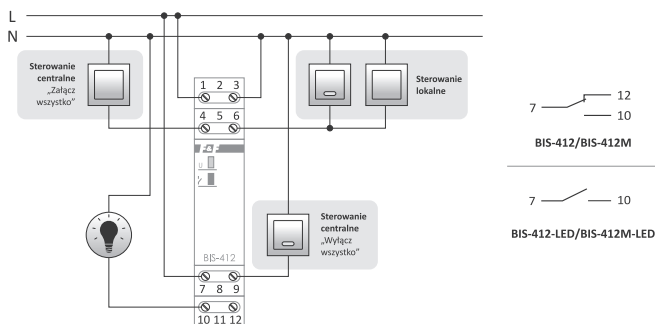 L
N
Sterowanie
centralne
„Załącz
wszystko”
1 2 3
4 5 6
F&F
U
BIS-412
7 8 9
10 11 12
Sterowanie
lokalne
Sterowanie
centralne
„Wyłącz
wszystko”
7
12
10
BIS-412/BIS-412M
7
10
BIS-412-LED/BIS-412M-LED